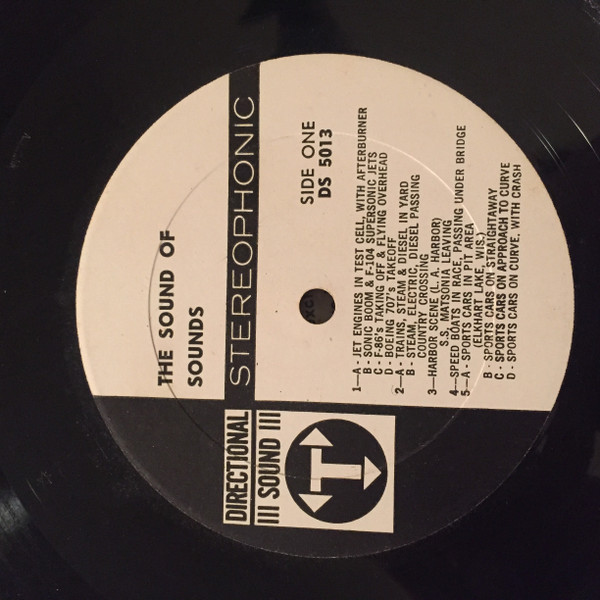 THE SOUND OF
SOUNDS
STEREOPHONIC
DIRECTIONAL
SOUND
T
SIDE ONE
DS 5013
1—A - JET ENGINES IN TEST CELL, WITH AFTERBURNER
B - SONIC BOOM & F-104 SUPERSONIC JETS
C - F-86's TAKING OFF & FLYING OVERHEAD
D - BOEING 707's TAKEOFF
2—A - TRAINS, STEAM & DIESEL IN YARD
B - STEAM, ELECTRIC, DIESEL PASSING
COUNTRY CROSSING
3—HARBOR SCENE (L. A. HARBOR)
S.S. MATSONIA LEAVING
4—SPEED BOATS IN RACE, PASSING UNDER BRIDGE
5—A - SPORTS CARS IN PIT AREA
(ELKHART LAKE, WIS.)
B - SPORTS CARS ON STRAIGHTAWAY
C - SPORTS CARS ON APPROACH TO CURVE
D - SPORTS CARS ON CURVE, WITH CRASH